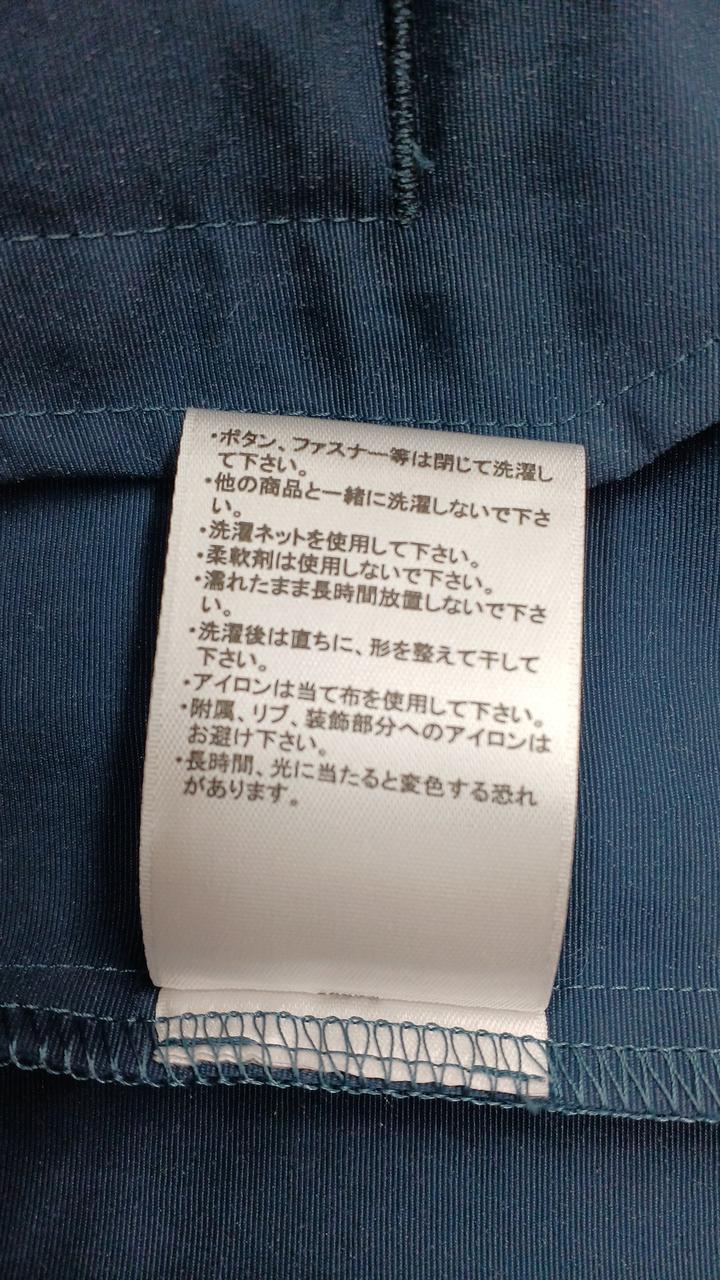 ・ボタン、ファスナー等は閉じて洗濯し
て下さい。
・他の商品と一緒に洗濯しないで下さ
い。
・洗濯ネットを使用して下さい。
・柔軟剤は使用しないで下さい。
・濡れたまま長時間放置しないで下さ
い。
・洗濯後は直ちに、形を整えて干して
下さい。
・アイロンは当て布を使用して下さい。
・附属、リブ、装飾部分へのアイロンは
お避け下さい。
・長時間、光に当たると変色する恐れ
があります。